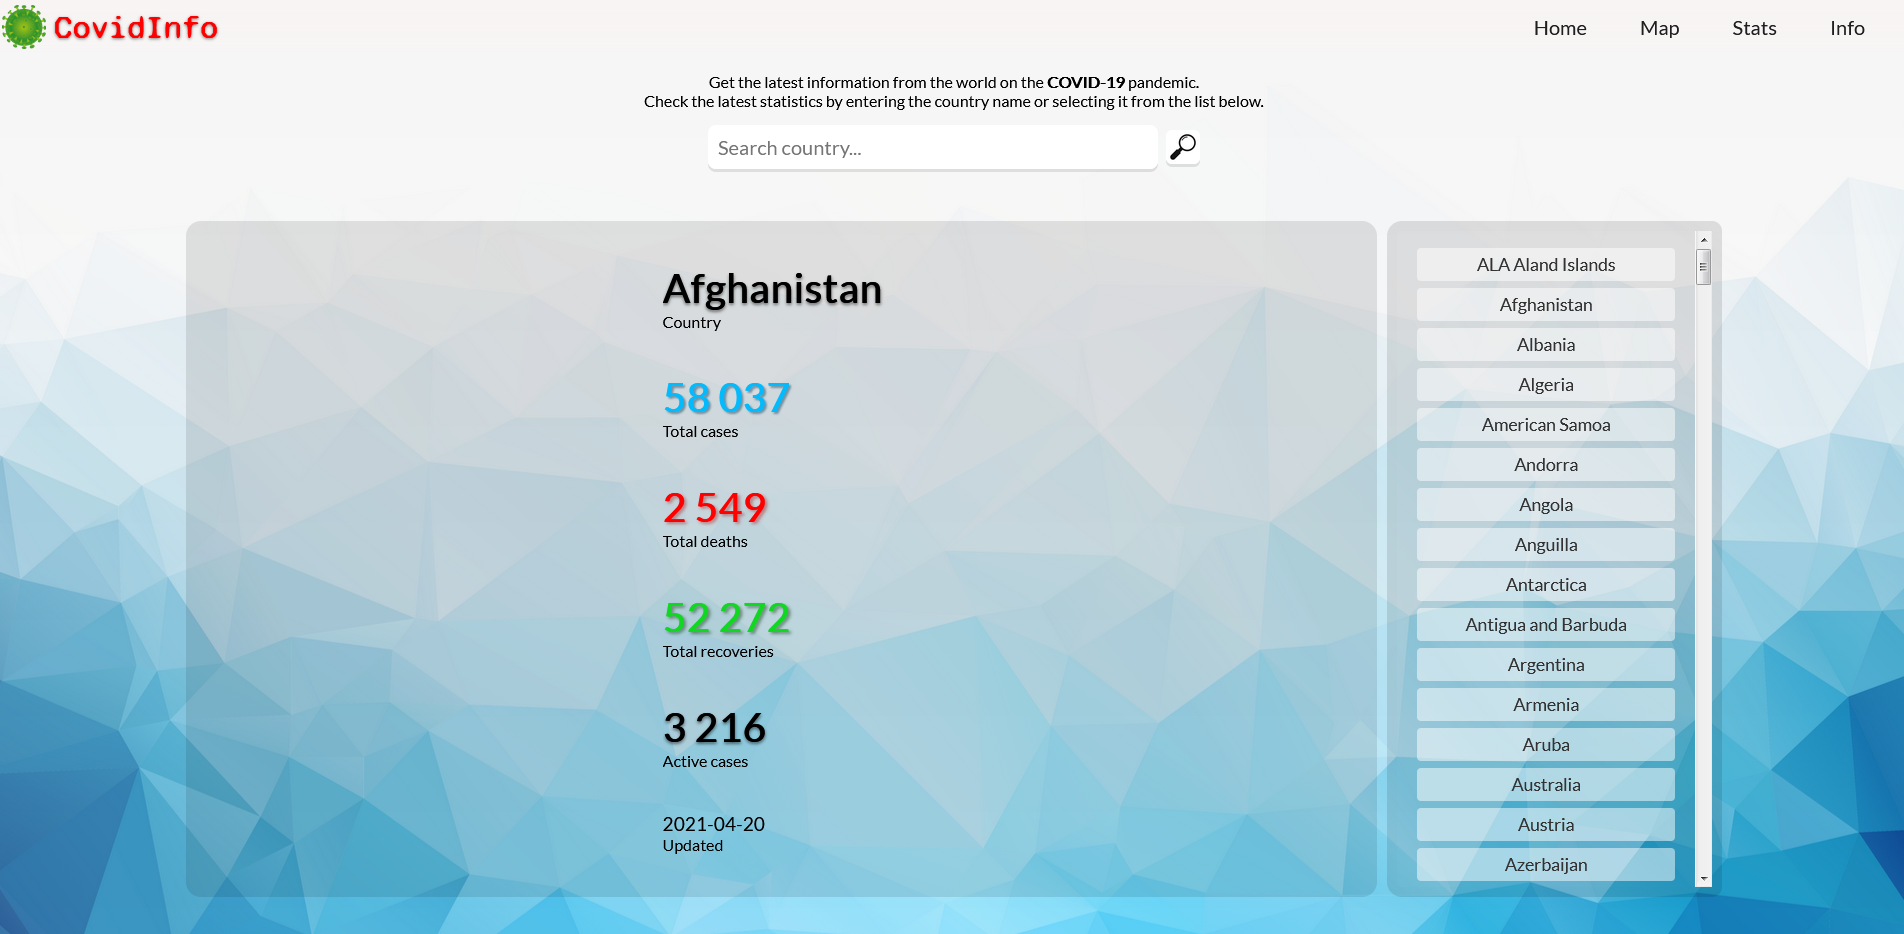 CovidInfo
Home
Map
Stats
Info
Get the latest information from the world on the COVID-19 pandemic.
Check the latest statistics by entering the country name or selecting it from the list below.
Search country...
Afghanistan
Country
58 037
Total cases
2 549
Total deaths
52 272
Total recoveries
3 216
Active cases
2021-04-20
Updated
ALA Aland Islands
Afghanistan
Albania
Algeria
American Samoa
Andorra
Angola
Anguilla
Antarctica
Antigua and Barbuda
Argentina
Armenia
Aruba
Australia
Austria
Azerbaijan